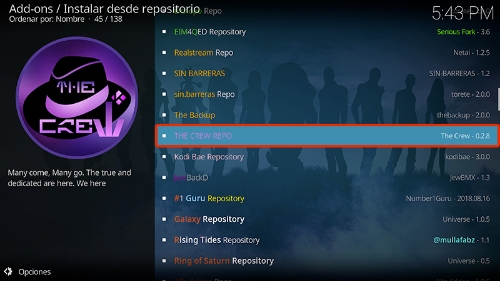 Add-ons / Instalar desde repositorio
Ordenar por: Nombre · 45 / 138
5:43 PM
THE
CREW
Many come, Many go. The true and
dedicated are here. We here
Repo
EIM4QED Repository Serious Fork - 3.6
Realstream Repo Netai - 1.2.5
SIN BARRERAS SIN BARRERAS - 1.2
sin.barreras Repo torete - 2.0.0
The Backup thebackup - 2.0.0
THE CREW REPO The Crew - 0.2.8
Kodi Bae Repository kodibae - 3.0.0
BackD JewBMX - 1.3
#1 Guru Repository Number1Guru - 2018.08.16
Galaxy Repository Universe - 1.0.5
Rising Tides Repository @mullafabz - 1.1
Ring of Saturn Repository Universe - 0.5
Opciones